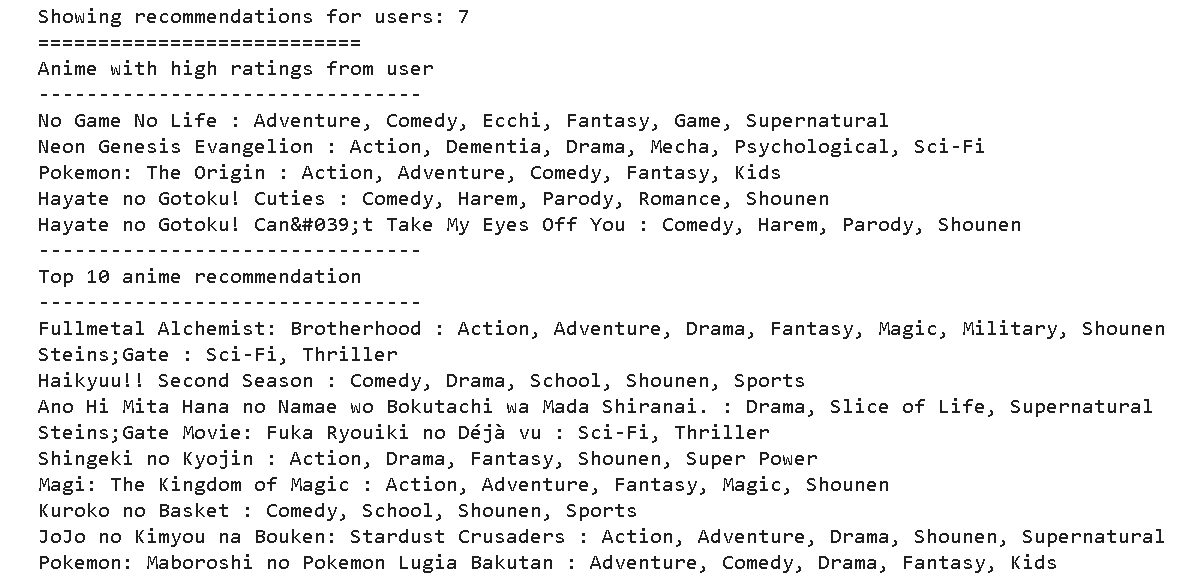 Showing recommendations for users: 7
===========================
Anime with high ratings from user
--------------------------------
No Game No Life : Adventure, Comedy, Ecchi, Fantasy, Game, Supernatural
Neon Genesis Evangelion : Action, Dementia, Drama, Mecha, Psychological, Sci-Fi
Pokemon: The Origin : Action, Adventure, Comedy, Fantasy, Kids
Hayate no Gotoku! Cuties : Comedy, Harem, Parody, Romance, Shounen
Hayate no Gotoku! Can&#039;t Take My Eyes Off You : Comedy, Harem, Parody, Shounen
--------------------------------
Top 10 anime recommendation
--------------------------------
Fullmetal Alchemist: Brotherhood : Action, Adventure, Drama, Fantasy, Magic, Military, Shounen
Steins;Gate : Sci-Fi, Thriller
Haikyuu!! Second Season : Comedy, Drama, School, Shounen, Sports
Ano Hi Mita Hana no Namae wo Bokutachi wa Mada Shiranai. : Drama, Slice of Life, Supernatural
Steins;Gate Movie: Fuka Ryouiki no Déjà vu : Sci-Fi, Thriller
Shingeki no Kyojin : Action, Drama, Fantasy, Shounen, Super Power
Magi: The Kingdom of Magic : Action, Adventure, Fantasy, Magic, Shounen
Kuroko no Basket : Comedy, School, Shounen, Sports
JoJo no Kimyou na Bouken: Stardust Crusaders : Action, Adventure, Drama, Shounen, Supernatural
Pokemon: Maboroshi no Pokemon Lugia Bakutan : Adventure, Comedy, Drama, Fantasy, Kids